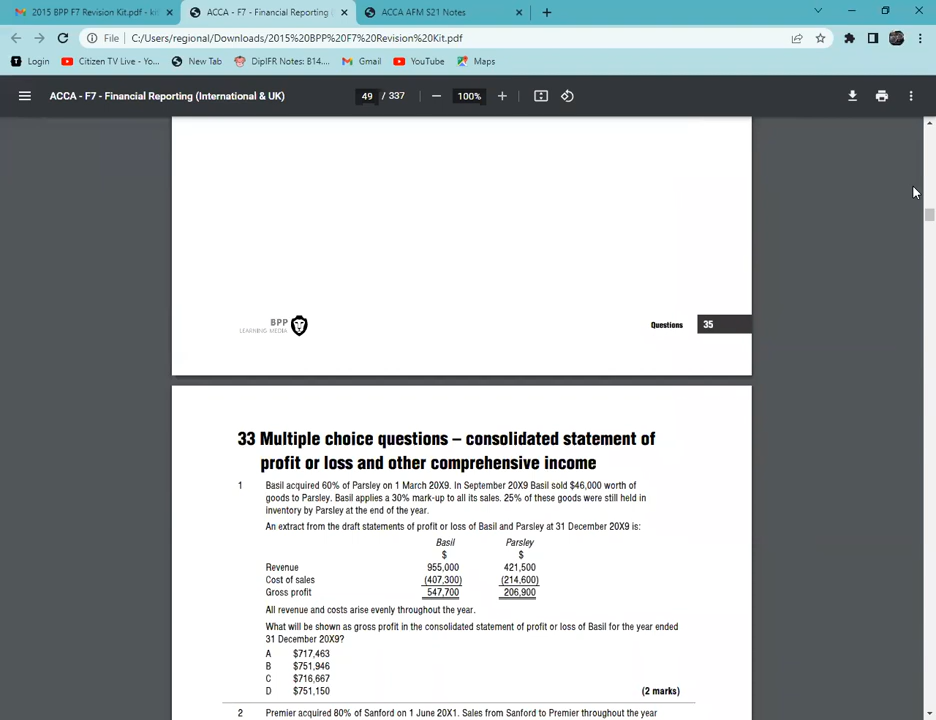 2015 BPP F7 Revision Kit.pdf - ki
ACCA - F7 - Financial Reporting
ACCA AFM S21 Notes
File
C:/Users/regional/Downloads/2015%20BPP%20F7%20Revision%20Kit.pdf
Login
Citizen TV Live - Yo...
New Tab
DipIFR Notes: B14....
Gmail
YouTube
Maps
ACCA - F7 - Financial Reporting (International & UK)
49 / 337
100%
BPP
LEARNING MEDIA
Questions 35
33 Multiple choice questions – consolidated statement of
profit or loss and other comprehensive income
1 Basil acquired 60% of Parsley on 1 March 20X9. In September 20X9 Basil sold $46,000 worth of
goods to Parsley. Basil applies a 30% mark-up to all its sales. 25% of these goods were still held in
inventory by Parsley at the end of the year.
An extract from the draft statements of profit or loss of Basil and Parsley at 31 December 20X9 is:
Basil Parsley
$ $
Revenue 955,000 421,500
Cost of sales (407,300) (214,600)
Gross profit 547,700 206,900
All revenue and costs arise evenly throughout the year.
What will be shown as gross profit in the consolidated statement of profit or loss of Basil for the year ended
31 December 20X9?
A $717,463
B $751,946
C $716,667
D $751,150 (2 marks)
2 Premier acquired 80% of Sanford on 1 June 20X1. Sales from Sanford to Premier throughout the year